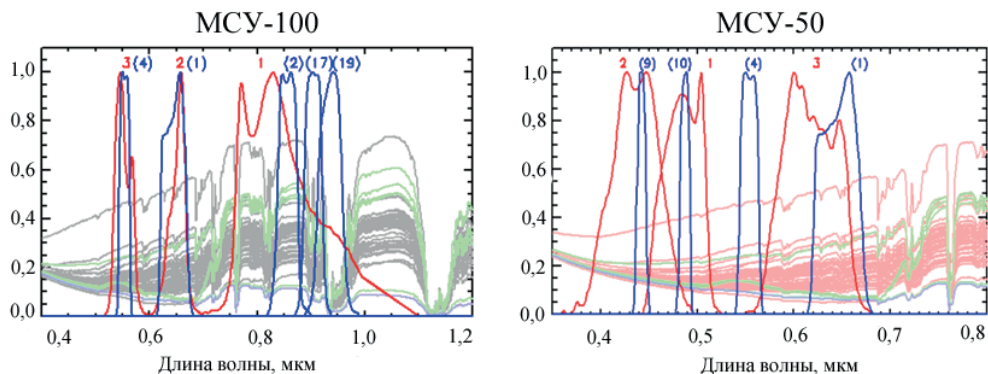 МСУ-100
МСУ-50
3 (4) 2 (1) 1 (2) (17) (19)
1,0
0,8
0,6
0,4
0,2
0,0
0,4 0,6 0,8 1,0 1,2
Длина волны, мкм
2 (9) (10) 1 (4) 3 (1)
1,0
0,8
0,6
0,4
0,2
0,0
0,4 0,5 0,6 0,7 0,8
Длина волны, мкм